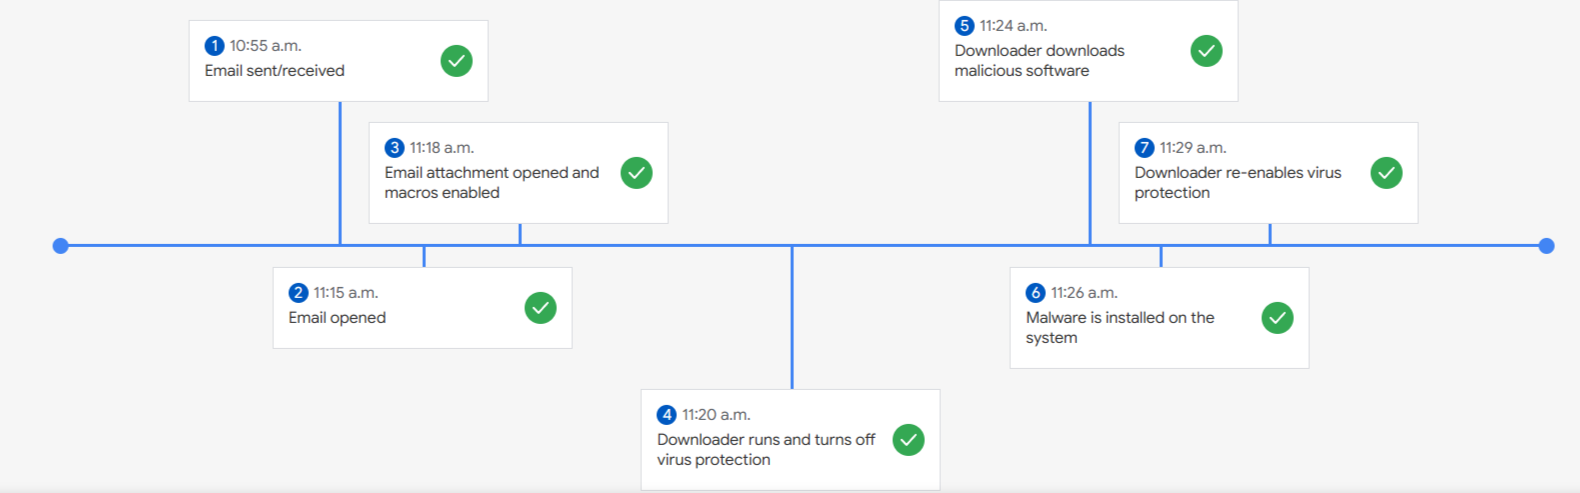 1 10:55 a.m.
Email sent/received
2 11:15 a.m.
Email opened
3 11:18 a.m.
Email attachment opened and
macros enabled
4 11:20 a.m.
Downloader runs and turns off
virus protection
5 11:24 a.m.
Downloader downloads
malicious software
6 11:26 a.m.
Malware is installed on the
system
7 11:29 a.m.
Downloader re-enables virus
protection